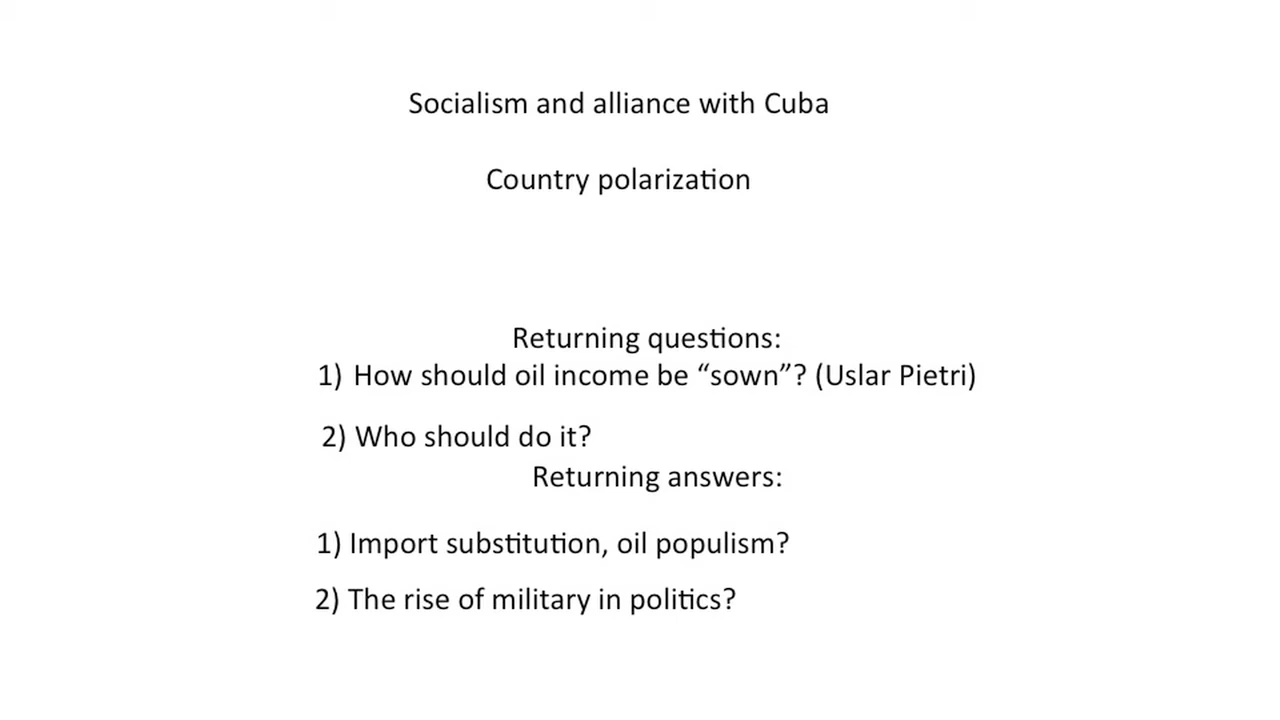 Socialism and alliance with Cuba
Country polarization
Returning questions:
1) How should oil income be “sown”? (Uslar Pietri)
2) Who should do it?
Returning answers:
1) Import substitution, oil populism?
2) The rise of military in politics?